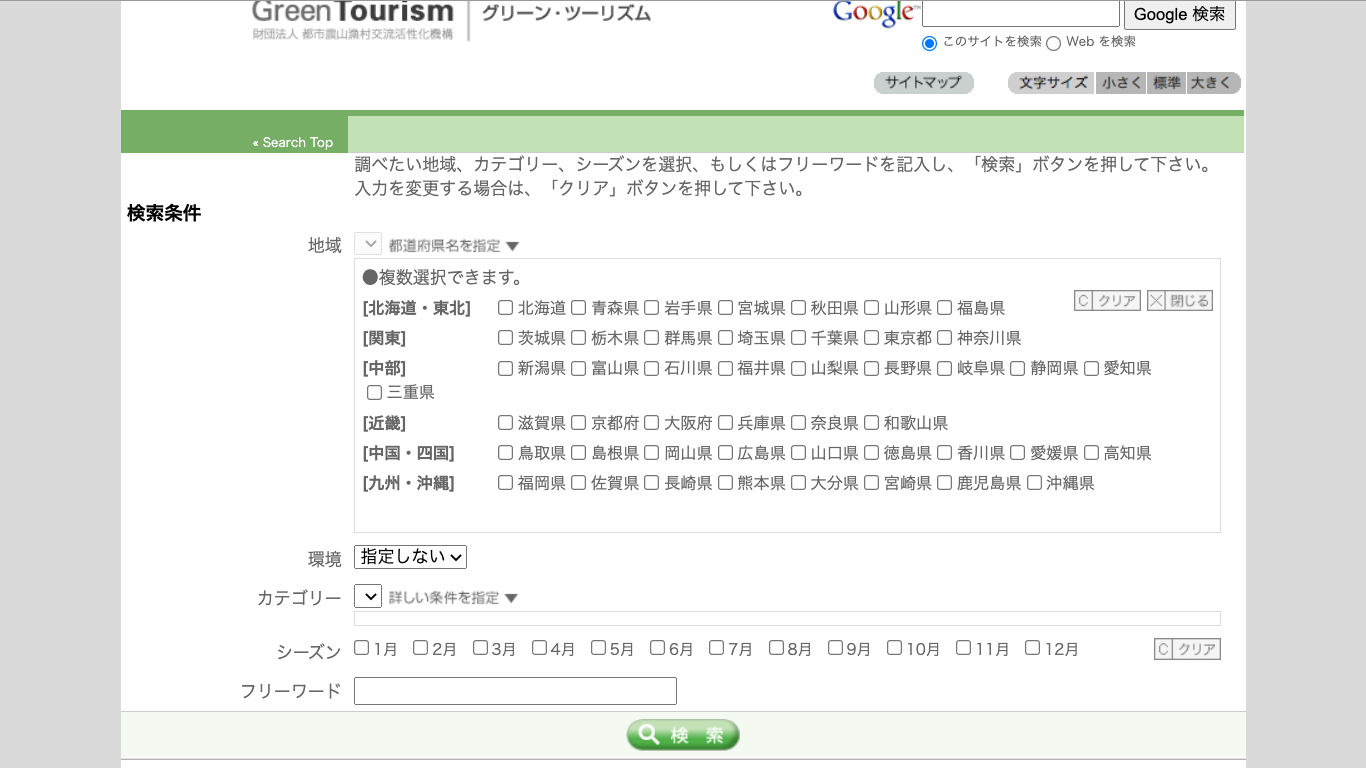 GreenTourism グリーン・ツーリズム
財団法人 都市農山漁村交流活性化機構
Google™ Google 検索
このサイトを検索 Web を検索
サイトマップ 文字サイズ 小さく 標準 大きく
« Search Top
調べたい地域、カテゴリー、シーズンを選択、もしくはフリーワードを記入し、「検索」ボタンを押して下さい。
入力を変更する場合は、「クリア」ボタンを押して下さい。
検索条件
地域 都道府県名を指定 ▼
●複数選択できます。
C クリア 閉じる
[北海道・東北] 北海道 青森県 岩手県 宮城県 秋田県 山形県 福島県
[関東] 茨城県 栃木県 群馬県 埼玉県 千葉県 東京都 神奈川県
[中部] 新潟県 富山県 石川県 福井県 山梨県 長野県 岐阜県 静岡県 愛知県
三重県
[近畿] 滋賀県 京都府 大阪府 兵庫県 奈良県 和歌山県
[中国・四国] 鳥取県 島根県 岡山県 広島県 山口県 徳島県 香川県 愛媛県 高知県
[九州・沖縄] 福岡県 佐賀県 長崎県 熊本県 大分県 宮崎県 鹿児島県 沖縄県
環境 指定しない
カテゴリー 詳しい条件を指定 ▼
シーズン 1月 2月 3月 4月 5月 6月 7月 8月 9月 10月 11月 12月 C クリア
フリーワード
検 索